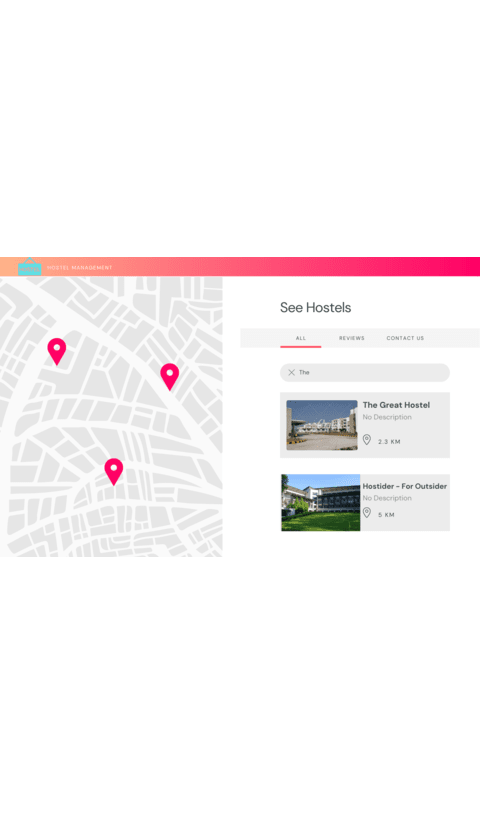 HOSTEL MANAGEMENT
See Hostels
ALL REVIEWS CONTACT US
The
The Great Hostel
No Description
2.3 KM
Hostider - For Outsider
No Description
5 KM